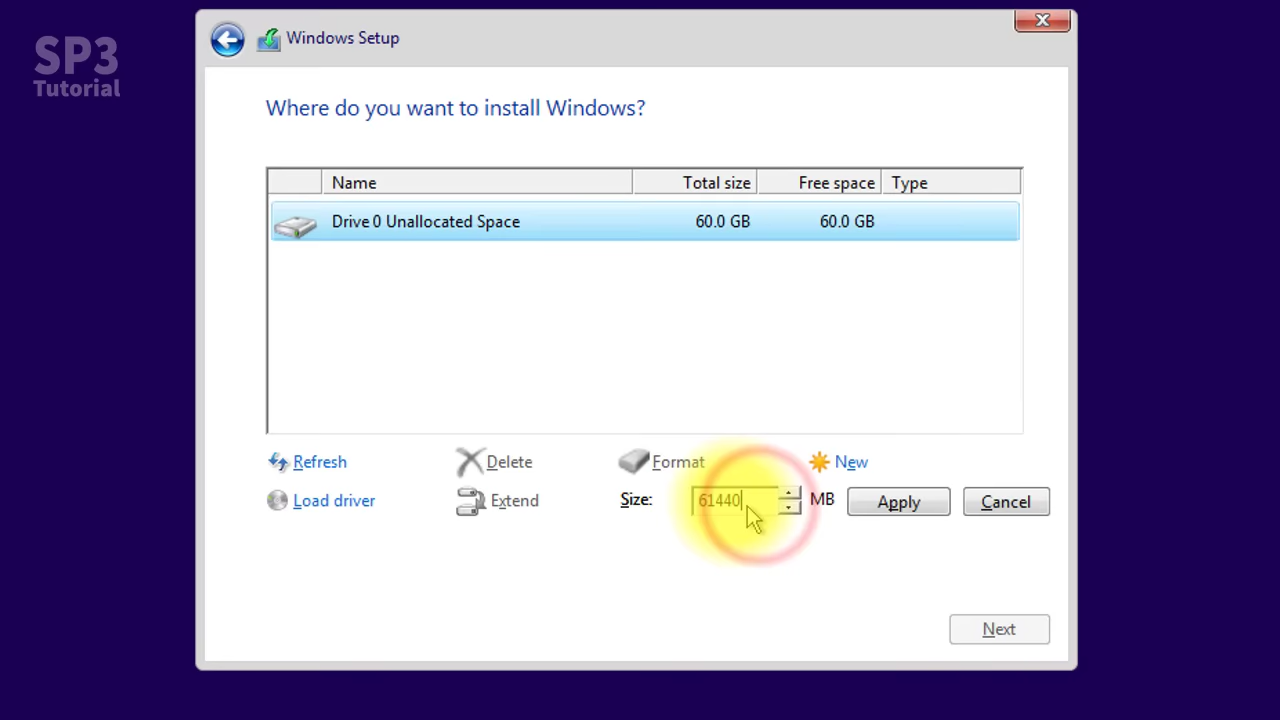 SP3
Tutorial
Windows Setup
Where do you want to install Windows?
Name Total size Free space Type
Drive 0 Unallocated Space 60.0 GB 60.0 GB
Refresh Delete Format New
Load driver Extend Size: 61440 MB Apply Cancel
Next